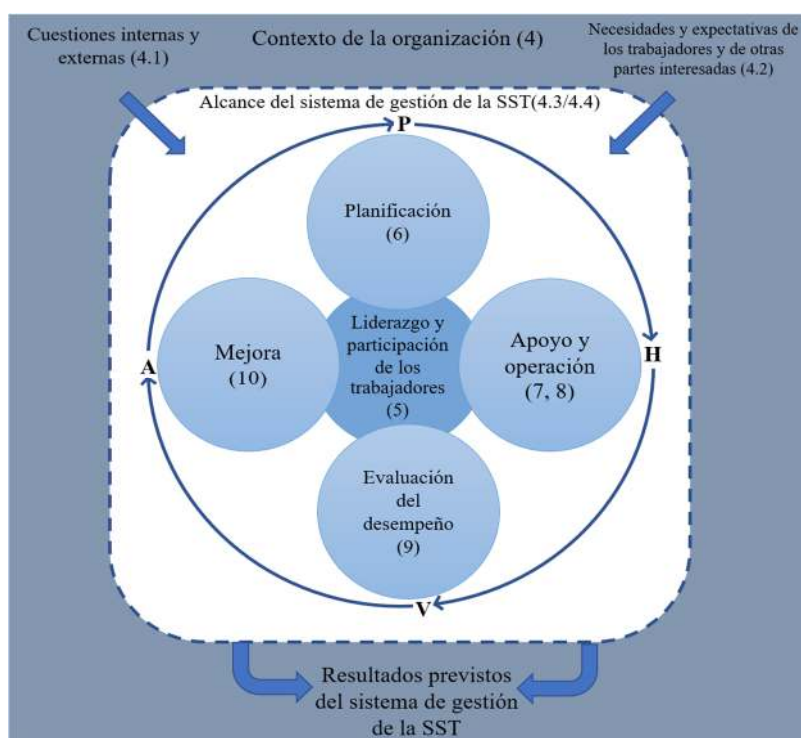 Cuestiones internas y
externas (4.1)
Contexto de la organización (4)
Necesidades y expectativas de
los trabajadores y de otras
partes interesadas (4.2)
Alcance del sistema de gestión de la SST(4.3/4.4)
P
Planificación
(6)
Mejora
(10)
Liderazgo y
participación
de los
trabajadores
(5)
Apoyo y
operación
(7, 8)
A
H
Evaluación
del
desempeño
(9)
V
Resultados previstos
del sistema de gestión
de la SST